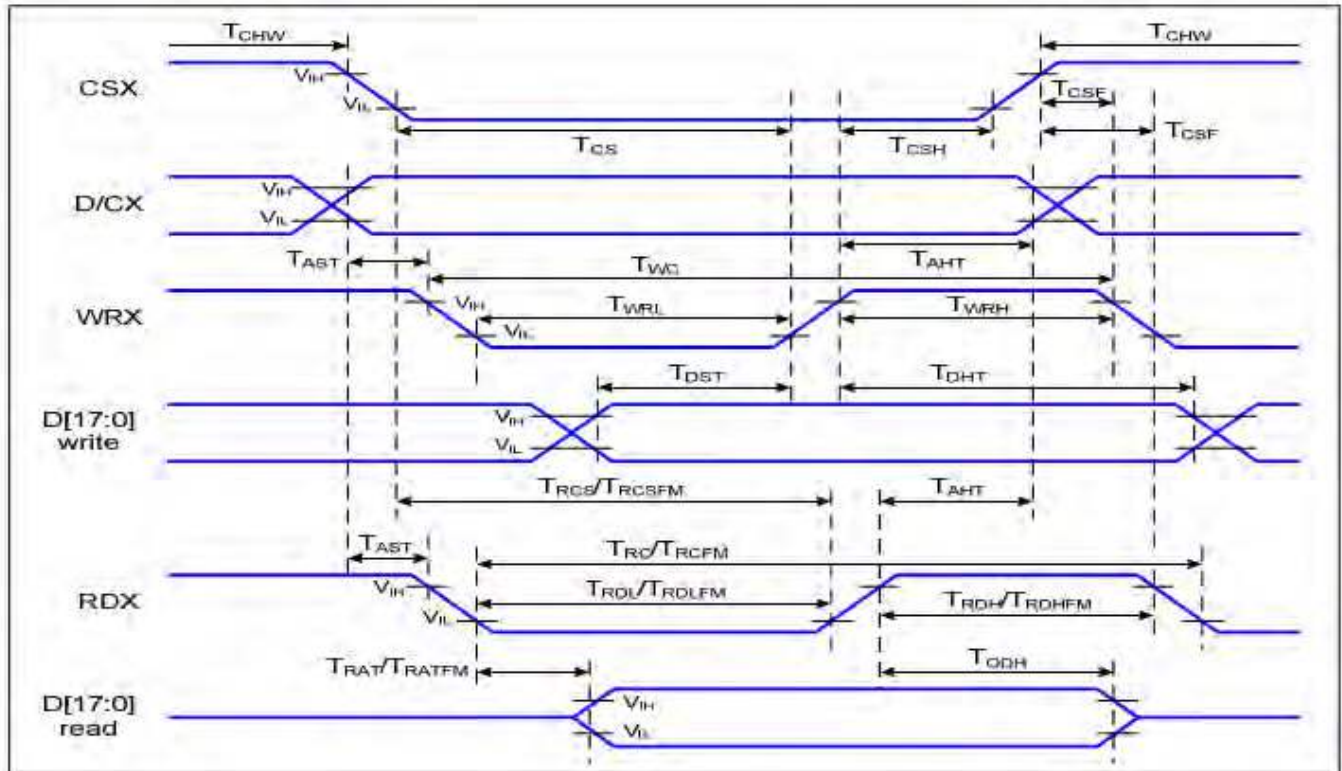 TCHW TCHW
VIH
CSX
VIL
TCSF
TCS TCSH TCSF
VIH
D/CX
VIL
TAST TWC TAHT
VIH
WRX TWRL TWRH
VIL
TDST TDHT
D[17:0] VIH
write VIL
TRCS/TRCSFM TAHT
TAST TRC/TRCFM
VIH
RDX TRDL/TRDLFM TRDH/TRDHFM
VIL
TRAT/TRATFM TODH
D[17:0] VIH
read VIL